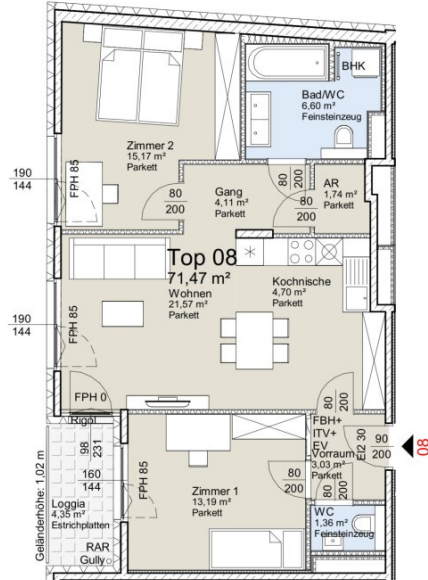 BHK
Bad/WC
6,60 m²
Feinsteinzeug
Zimmer 2
15,17 m²
Parkett
190
144
FPH 85
80
200
Gang
4,11 m²
Parkett
80
200
80
200
AR
1,74 m²
Parkett
Top 08
71,47 m²
Wohnen
21,57 m²
Parkett
Kochnische
4,70 m²
Parkett
190
144
FPH 85
FPH 0
Rigol
80
200
FBH+
ITV+
EV
Vorraum
3,03 m²
Parkett
EI2 30
90
200
08
98
231
160
144
FPH 85
Geländerhöhe: 1,02 m
Loggia
4,35 m²
Estrichplatten
RAR
Gully
Zimmer 1
13,19 m²
Parkett
80
200
80
200
WC
1,36 m²
Feinsteinzeug